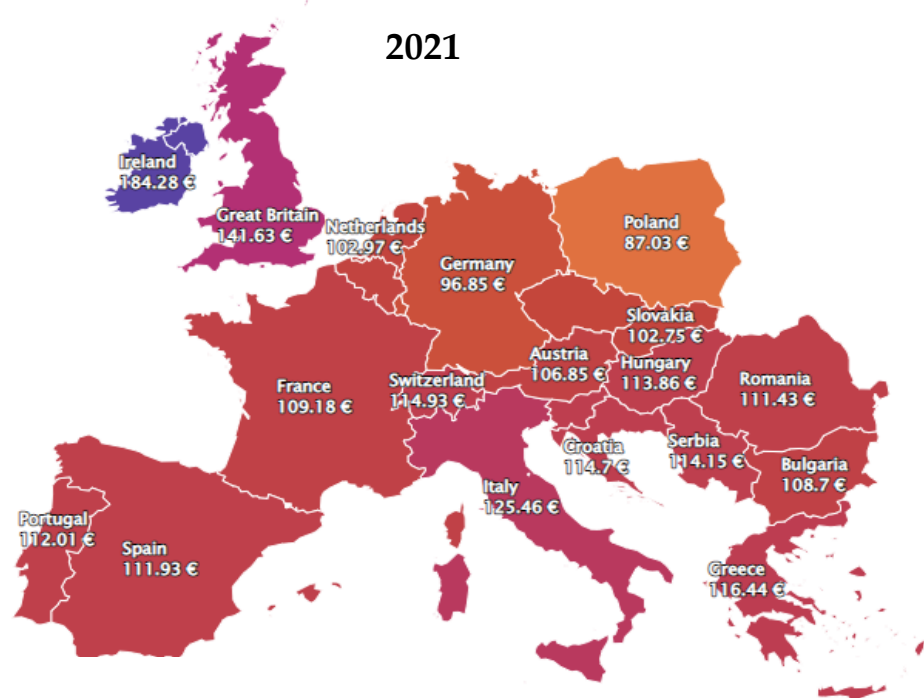 2021
Ireland
184.28 €
Great Britain
141.63 €
Netherlands
102.97 €
Poland
87.03 €
Germany
96.85 €
Slovakia
102.75 €
Austria
106.85 €
Hungary
113.86 €
Switzerland
114.93 €
France
109.18 €
Romania
111.43 €
Croatia
114.7 €
Serbia
114.15 €
Bulgaria
108.7 €
Italy
125.46 €
Portugal
112.01 €
Spain
111.93 €
Greece
116.44 €